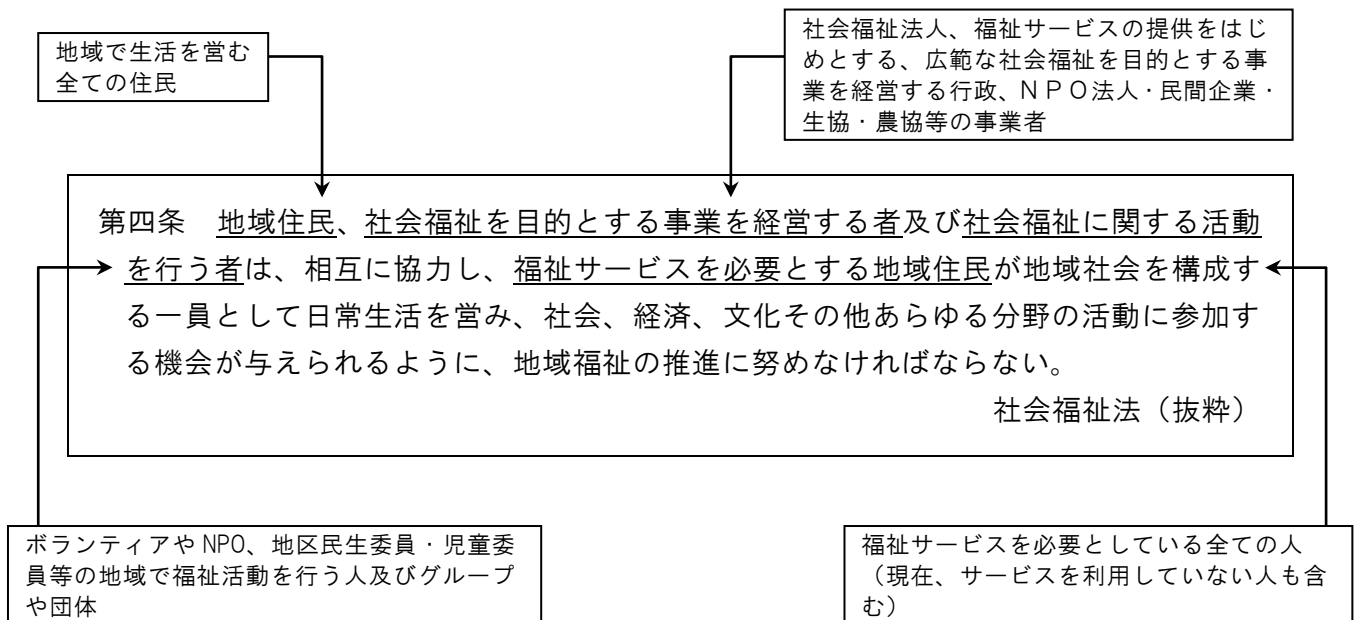 地域で生活を営む
全ての住民
社会福祉法人、福祉サービスの提供をはじ
めとする、広範な社会福祉を目的とする事
業を経営する行政、ＮＰＯ法人・民間企業・
生協・農協等の事業者
第四条　地域住民、社会福祉を目的とする事業を経営する者及び社会福祉に関する活動
を行う者は、相互に協力し、福祉サービスを必要とする地域住民が地域社会を構成す
る一員として日常生活を営み、社会、経済、文化その他あらゆる分野の活動に参加す
る機会が与えられるように、地域福祉の推進に努めなければならない。
社会福祉法（抜粋）
ボランティアや NPO、地区民生委員・児童委
員等の地域で福祉活動を行う人及びグループ
や団体
福祉サービスを必要としている全ての人
（現在、サービスを利用していない人も含
む）